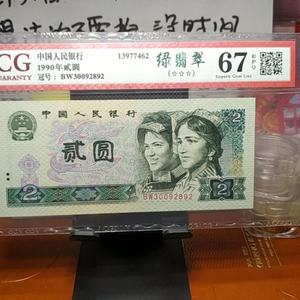 CG
GUARANTY
中国人民银行
1990年贰圆
冠号：BW30092892
13977462
绿翡翠
(☆☆☆)
67 EPQ
Superb Gem Unc
中国人民银行
贰圆
2
2
BW30092892